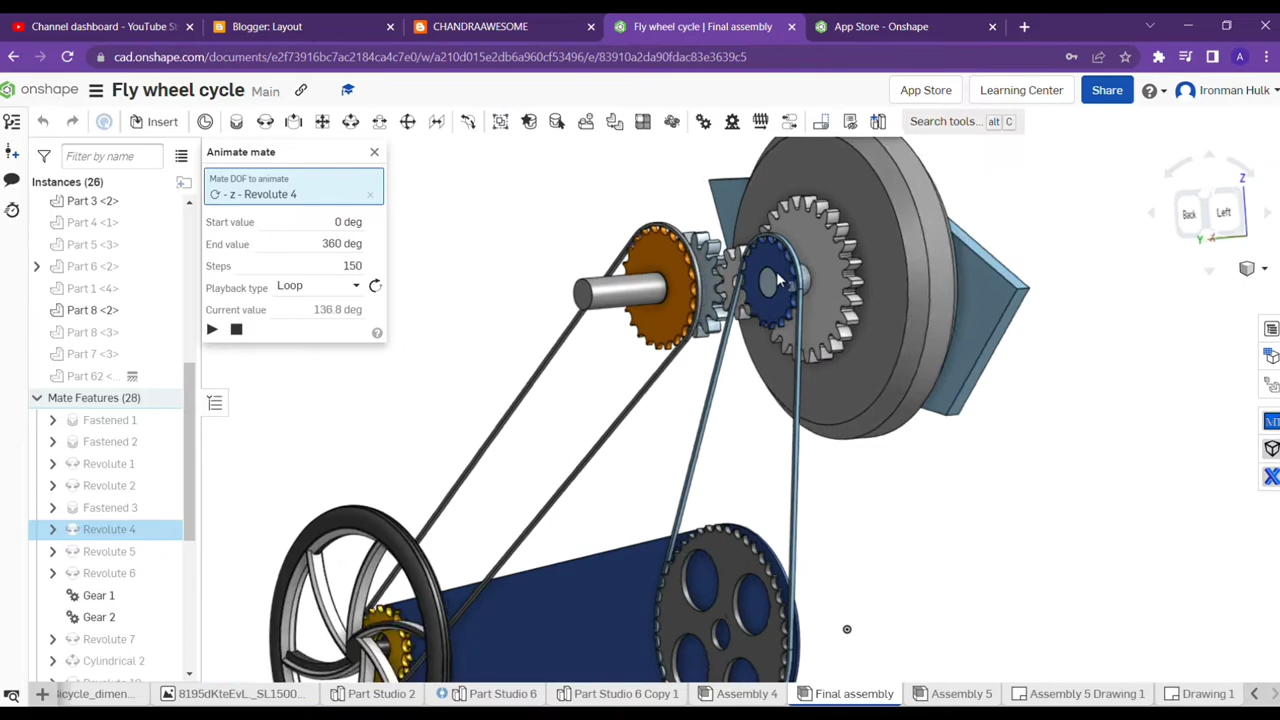 Channel dashboard - YouTube S
Blogger: Layout
CHANDRAAWESOME
Fly wheel cycle | Final assembly
App Store - Onshape
cad.onshape.com/documents/e2f73916bc7ac2184ca4c7e0/w/a210d015e2db6a960cf53496/e/83910a2da90fdac83e3639c5
A
onshape
Fly wheel cycle
Main
App Store
Learning Center
Share
Ironman Hulk
Insert
Search tools...
alt
C
Filter by name
Instances (26)
Part 3 <2>
Part 4 <1>
Part 5 <3>
Part 6 <2>
Part 1 <4>
Part 8 <2>
Part 8 <3>
Part 7 <3>
Part 62 <...
Mate Features (28)
Fastened 1
Fastened 2
Revolute 1
Revolute 2
Fastened 3
Revolute 4
Revolute 5
Revolute 6
Gear 1
Gear 2
Revolute 7
Cylindrical 2
Animate mate
Mate DOF to animate
- z - Revolute 4
Start value 0 deg
End value 360 deg
Steps 150
Playback type Loop
Current value 136.8 deg
Back
Left
Z
Y
X
Bicycle_dimen...
8195dKteEvL._SL1500...
Part Studio 2
Part Studio 6
Part Studio 6 Copy 1
Assembly 4
Final assembly
Assembly 5
Assembly 5 Drawing 1
Drawing 1